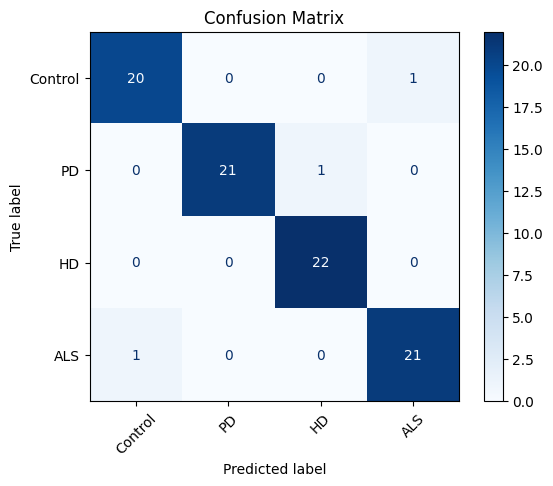 Confusion Matrix
True label
Control 20 0 0 1
PD 0 21 1 0
HD 0 0 22 0
ALS 1 0 0 21
Control PD HD ALS
Predicted label
20.0
17.5
15.0
12.5
10.0
7.5
5.0
2.5
0.0